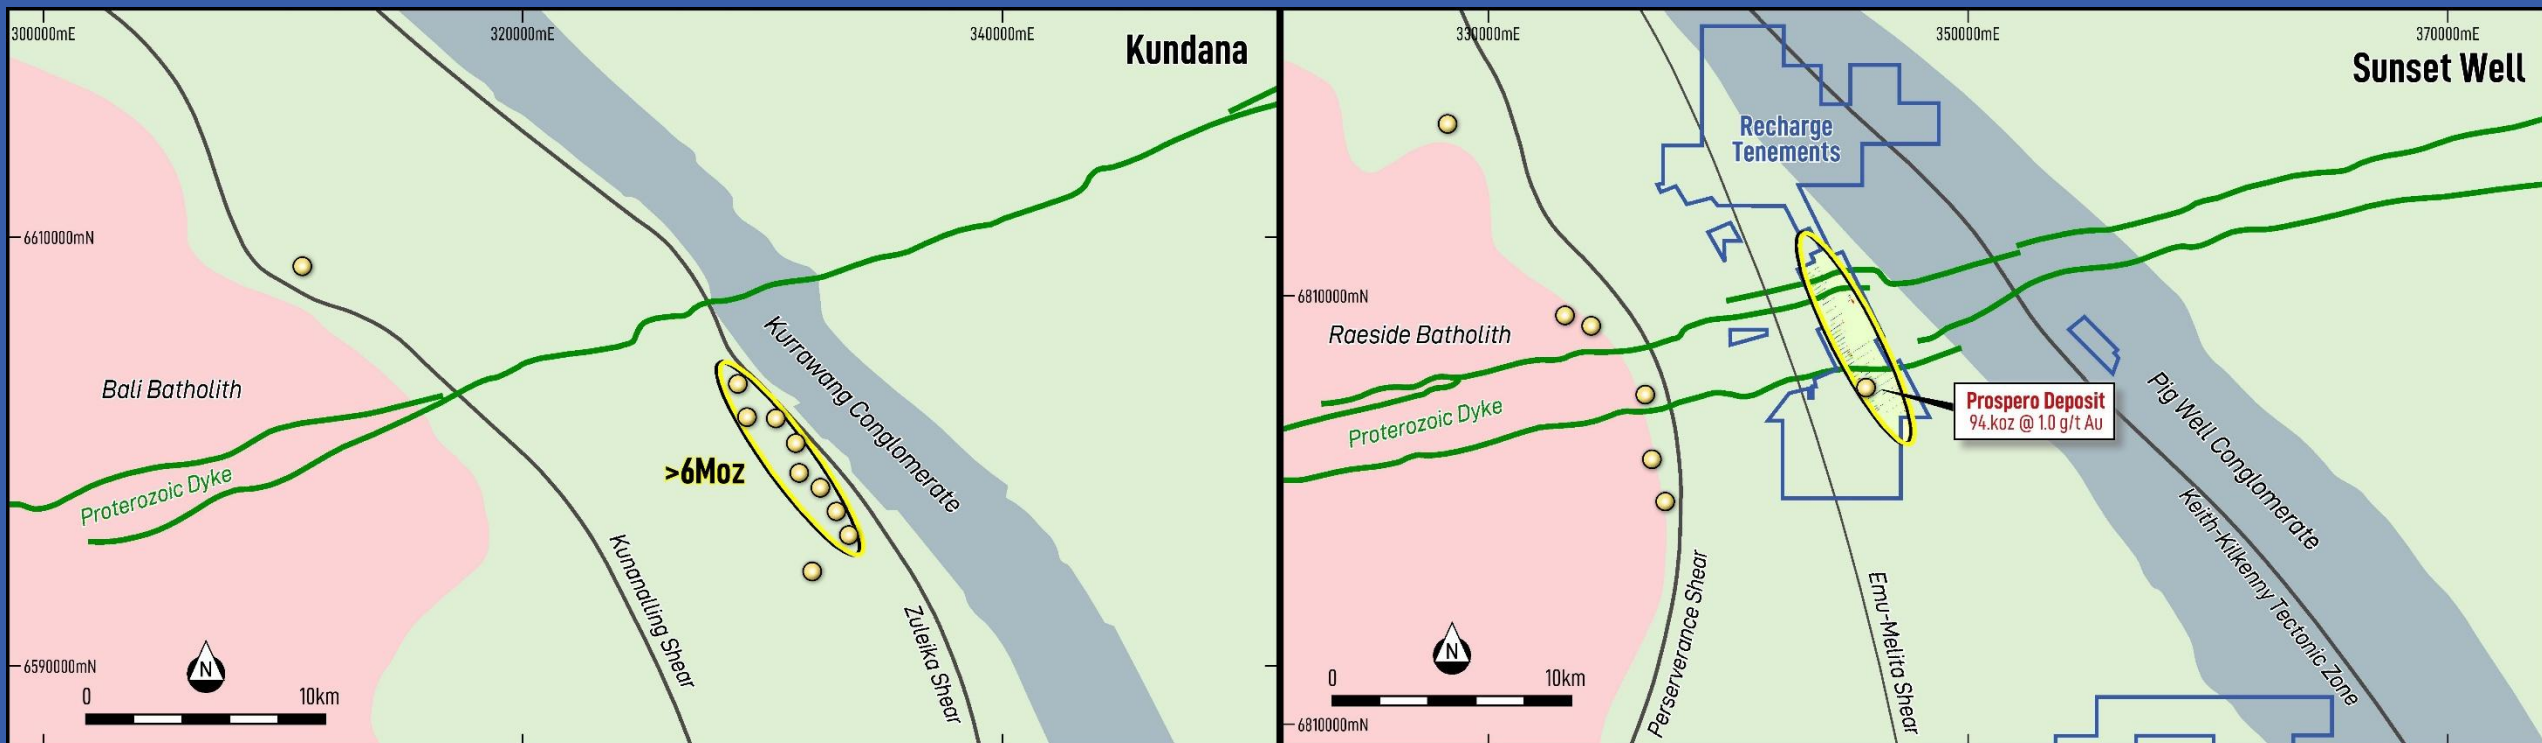 300000mE
320000mE
340000mE
Kundana
6610000mN
Bali Batholith
Proterozoic Dyke
>6Moz
Kurrawang Conglomerate
Kunanalling Shear
Zuleika Shear
6590000mN
N
0
10km
330000mE
350000mE
370000mE
Sunset Well
Recharge
Tenements
6810000mN
Raeside Batholith
Proterozoic Dyke
Prospero Deposit
94.koz @ 1.0 g/t Au
Pig Well Conglomerate
Keith-Kilkenny Tectonic Zone
Perserverance Shear
Emu-Melita Shear
N
0
10km
6810000mN